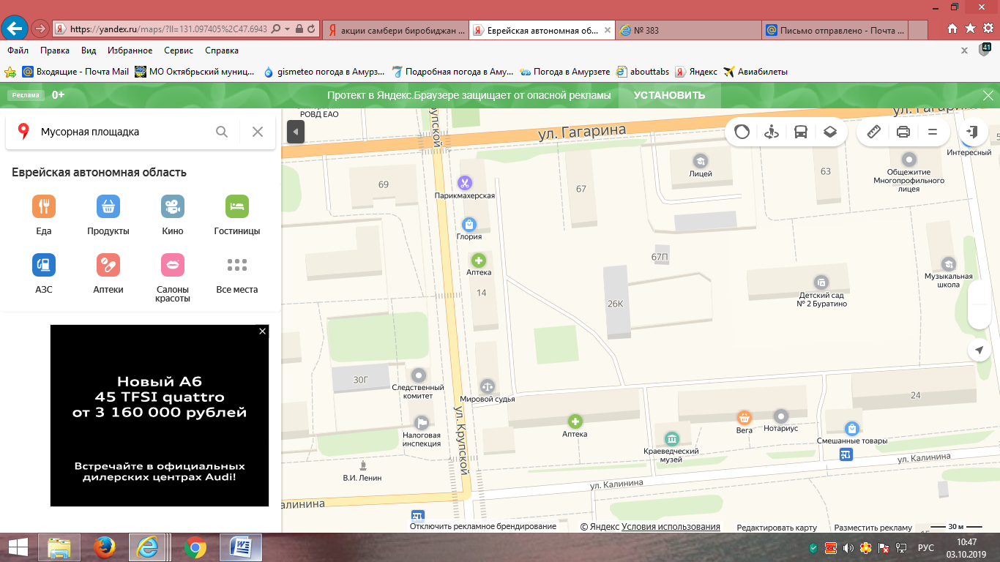 https://yandex.ru/maps/?ll=131.097405%2C47.6943
акции самбери биробиджан ...
Еврейская автономная об...
№ 383
Письмо отправлено - Почта ...
Файл Правка Вид Избранное Сервис Справка
41
Входящие - Почта Mail
МО Октябрьский муниц...
gismeteo погода в Амурз...
Подробная погода в Аму...
Погода в Амурзете
abouttabs
Яндекс
Авиабилеты
Реклама 0+ Протект в Яндекс.Браузере защищает от опасной рекламы УСТАНОВИТЬ
Мусорная площадка
Еврейская автономная область
Еда Продукты Кино Гостиницы
АЗС Аптеки Салоны красоты Все места
Новый А6
45 TFSI quattro
от 3 160 000 рублей
Встречайте в официальных
дилерских центрах Audi!
РОВД ЕАО
Крупской
ул. Гагарина
ул. Гагарина
Интересный
69
Парикмахерская
67
Лицей
63
Общежитие
Многопрофильного
лицея
Глория
67П
Аптека
14
26К
Детский сад
№ 2 Буратино
Музыкальная
школа
30Г
Следственный
комитет
Мировой судья
24
Налоговая
инспекция
ул. Крупской
Аптека
Краеведческий
музей
Вега
Нотариус
Смешанные товары
В.И. Ленин
ул. Калинина
ул. Калинина
алинина
Отключить рекламное брендирование
© Яндекс Условия использования
Редактировать карту
Разместить рекламу
30 м
РУС
10:47
03.10.2019